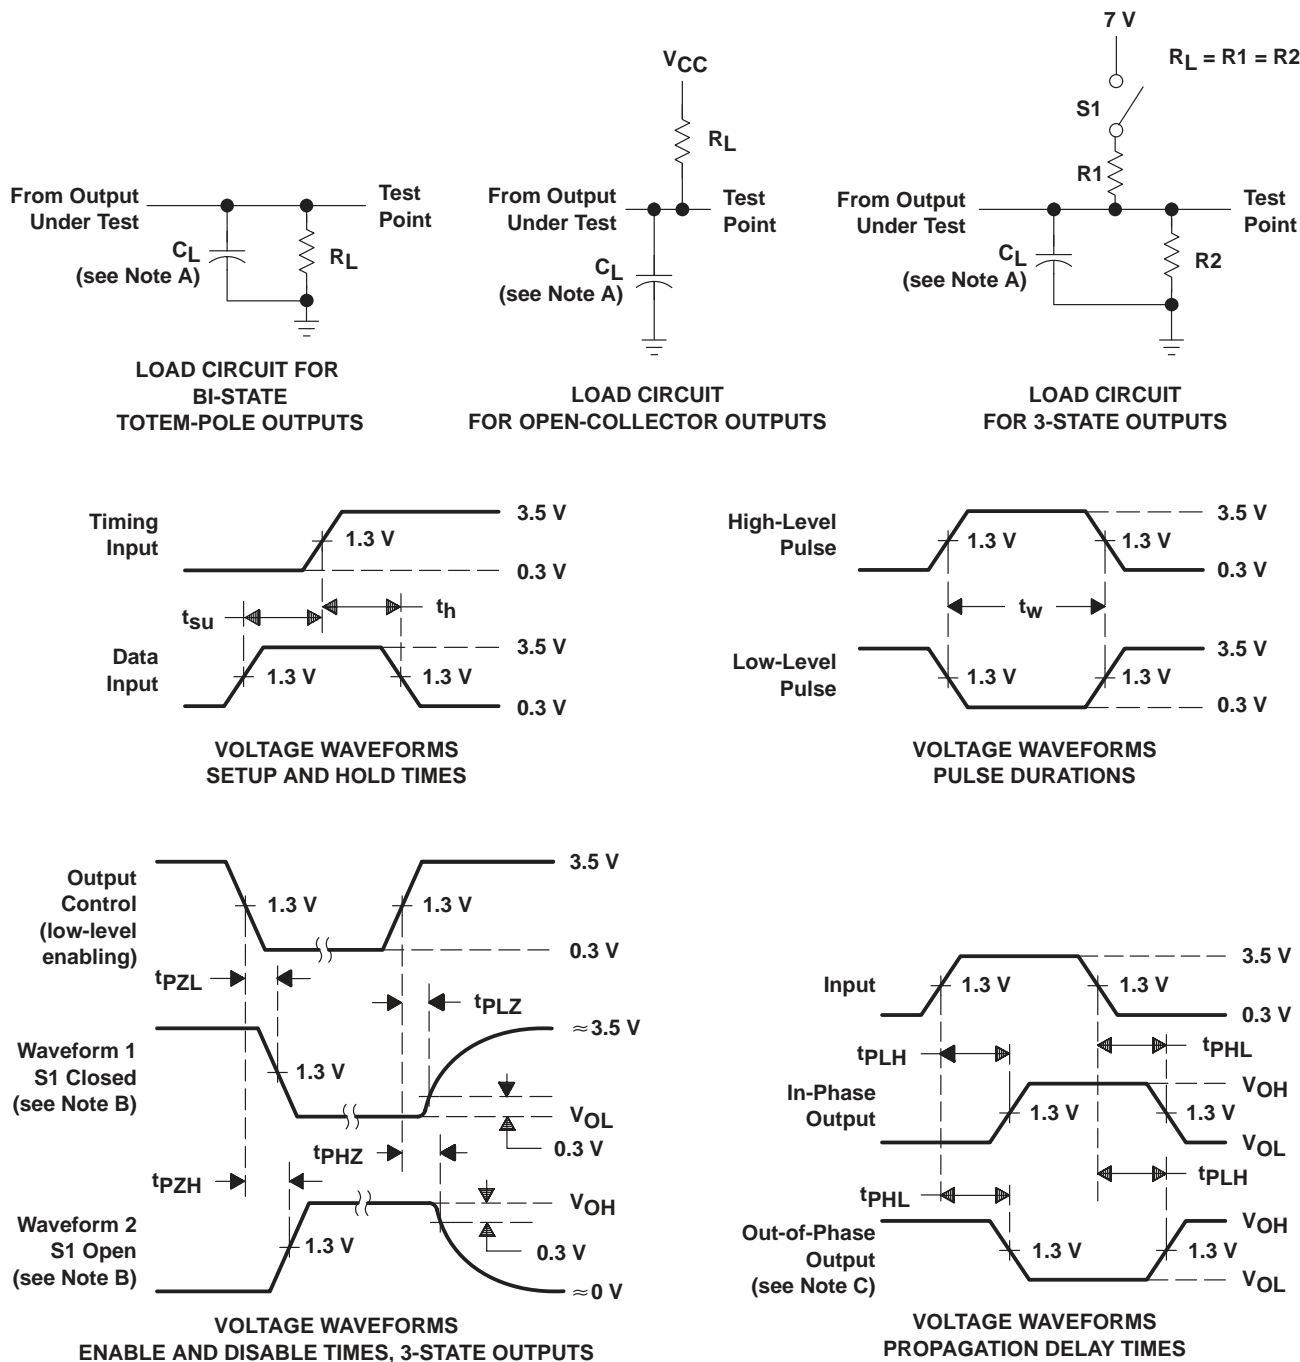 7 V
RL = R1 = R2
S1
R1
From Output
Under Test
Test
Point
CL
(see Note A)
R2
LOAD CIRCUIT
FOR 3-STATE OUTPUTS
VCC
RL
From Output
Under Test
Test
Point
CL
(see Note A)
LOAD CIRCUIT
FOR OPEN-COLLECTOR OUTPUTS
From Output
Under Test
Test
Point
CL
(see Note A)
RL
LOAD CIRCUIT FOR
BI-STATE
TOTEM-POLE OUTPUTS
Timing
Input
1.3 V
3.5 V
0.3 V
tsu
th
Data
Input
1.3 V
1.3 V
3.5 V
0.3 V
VOLTAGE WAVEFORMS
SETUP AND HOLD TIMES
High-Level
Pulse
1.3 V
1.3 V
3.5 V
0.3 V
tw
Low-Level
Pulse
1.3 V
1.3 V
3.5 V
0.3 V
VOLTAGE WAVEFORMS
PULSE DURATIONS
Output
Control
(low-level
enabling)
1.3 V
1.3 V
3.5 V
0.3 V
tPZL
tPLZ
Waveform 1
S1 Closed
(see Note B)
1.3 V
≈3.5 V
VOL
0.3 V
tPHZ
tPZH
Waveform 2
S1 Open
(see Note B)
1.3 V
VOH
0.3 V
≈0 V
VOLTAGE WAVEFORMS
ENABLE AND DISABLE TIMES, 3-STATE OUTPUTS
Input
1.3 V
1.3 V
3.5 V
0.3 V
tPLH
tPHL
In-Phase
Output
1.3 V
1.3 V
VOH
VOL
tPHL
tPLH
Out-of-Phase
Output
(see Note C)
1.3 V
1.3 V
VOH
VOL
VOLTAGE WAVEFORMS
PROPAGATION DELAY TIMES